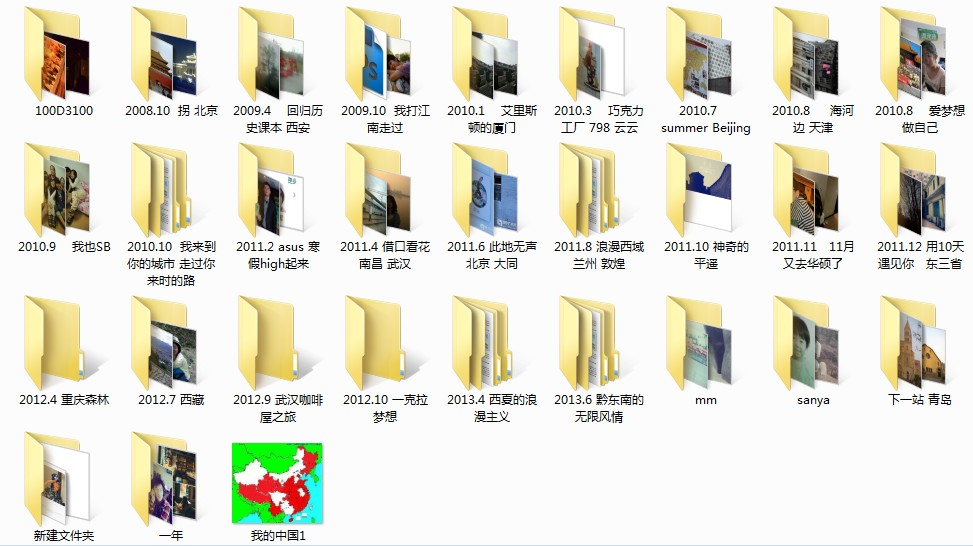 100D3100
2008.10 拐 北京
2009.4 回归历
史课本 西安
2009.10 我打江
南走过
2010.1 艾里斯
顿的厦门
2010.3 巧克力
工厂 798 云云
2010.7
summer Beijing
2010.8 海河
边 天津
2010.8 爱梦想
做自己
2010.9 我也SB
2010.10 我来到
你的城市 走过你
来时的路
2011.2 asus 寒
假high起来
2011.4 借口看花
南昌 武汉
2011.6 此地无声
北京 大同
2011.8 浪漫西域
兰州 敦煌
2011.10 神奇的
平遥
2011.11 11月
又去华硕了
2011.12 用10天
遇见你 东三省
2012.4 重庆森林
2012.7 西藏
2012.9 武汉咖啡
屋之旅
2012.10 一克拉
梦想
2013.4 西夏的浪
漫主义
2013.6 黔东南的
无限风情
mm
sanya
下一站 青岛
新建文件夹
一年
我的中国1